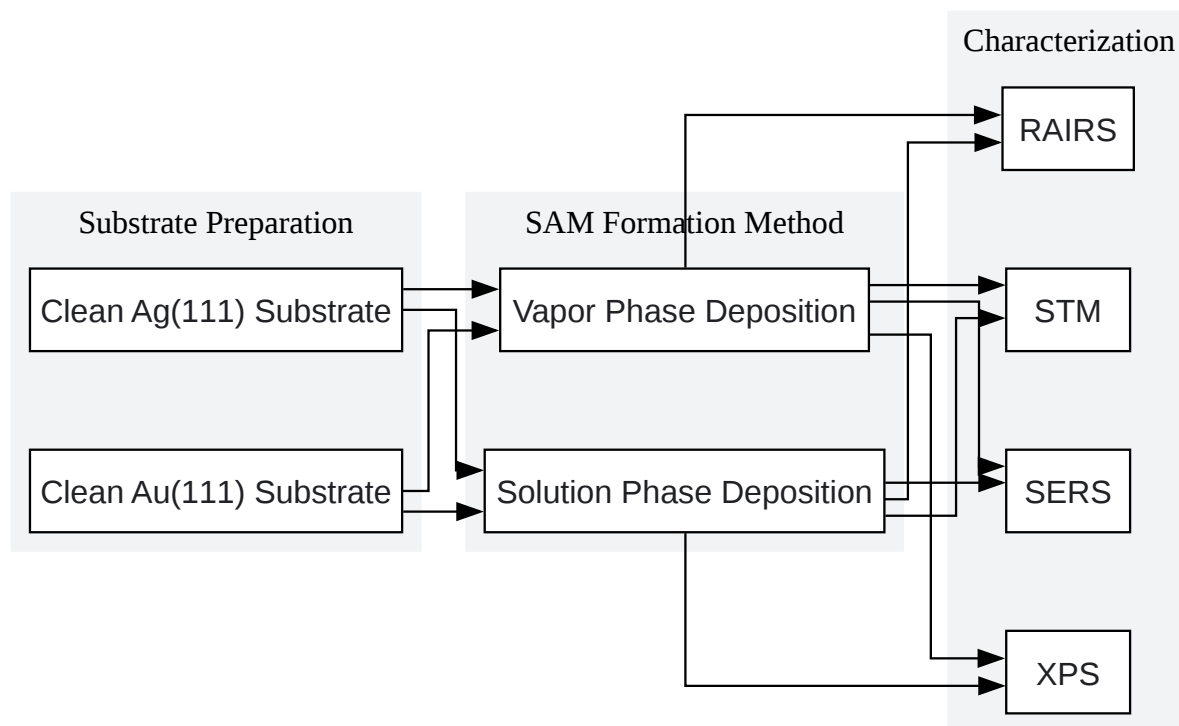 Characterization
RAIRS
Substrate Preparation
SAM Formation Method
Clean Ag(111) Substrate
Vapor Phase Deposition
STM
Clean Au(111) Substrate
Solution Phase Deposition
SERS
XPS